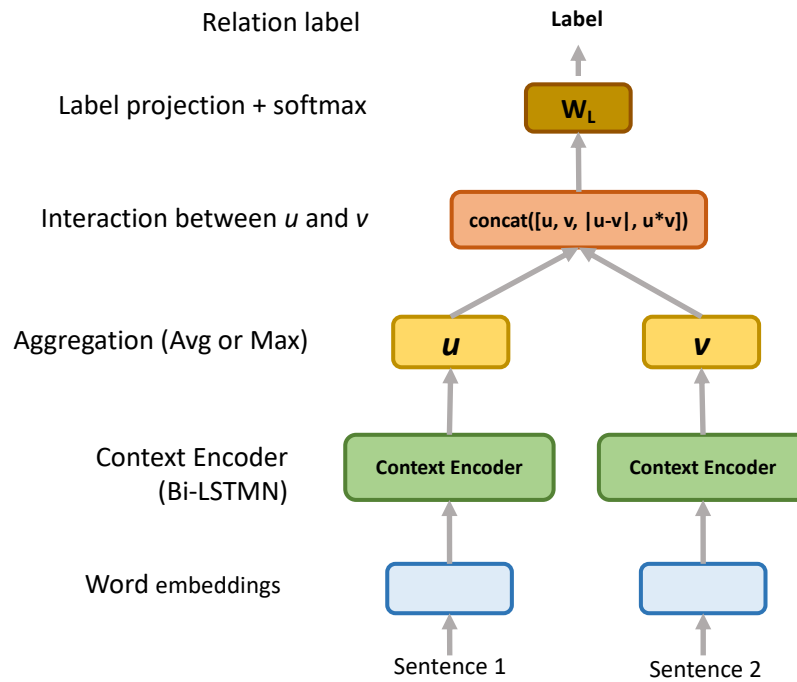 Relation label
Label
Label projection + softmax
W_L
Interaction between u and v
concat([u, v, |u-v|, u*v])
Aggregation (Avg or Max)
u
v
Context Encoder
(Bi-LSTMN)
Context Encoder
Context Encoder
Word embeddings
Sentence 1
Sentence 2